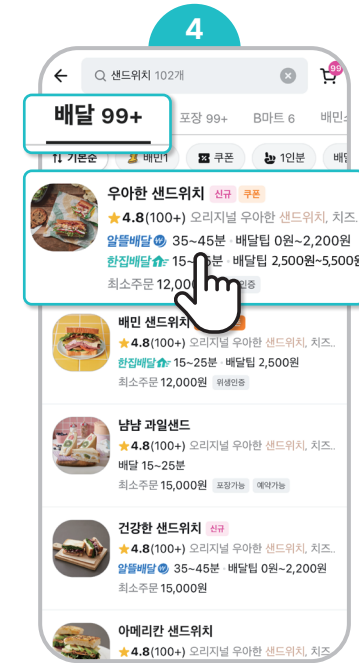 4
샌드위치 102개
99
배달 99+ 포장 99+ B마트 6 배민
기본순 배민1 쿠폰 1인분
우아한 샌드위치 신규 쿠폰
4.8(100+) 오리지널 우아한 샌드위치, 치즈..
알뜰배달 35~45분 · 배달팁 0원~2,200원
한집배달 15~ 분 · 배달팁 2,500원~5,500원
최소주문 12,000
배민 샌드위치
4.8(100+) 오리지널 우아한 샌드위치, 치즈..
한집배달 15~25분 · 배달팁 2,500원
최소주문 12,000원 위생인증
냠냠 과일샌드
4.8(100+) 오리지널 우아한 샌드위치, 치즈..
배달 15~25분
최소주문 15,000원 포장가능 예약가능
건강한 샌드위치 신규
4.8(100+) 오리지널 우아한 샌드위치, 치즈..
알뜰배달 35~45분 · 배달팁 0원~2,200원
최소주문 15,000원
아메리칸 샌드위치
4.8(100+) 오리지널 우아한 샌드위치, 치즈